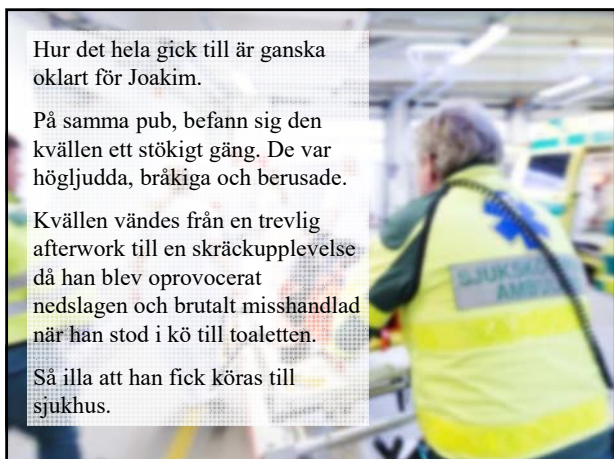 Hur det hela gick till är ganska
oklart för Joakim.
På samma pub, befann sig den
kvällen ett stökigt gäng. De var
högljudda, bråkiga och berusade.
Kvällen vändes från en trevlig
afterwork till en skräckupplevelse
då han blev oprovocerat
nedslagen och brutalt misshandlad
när han stod i kö till toaletten.
Så illa att han fick köras till
sjukhus.